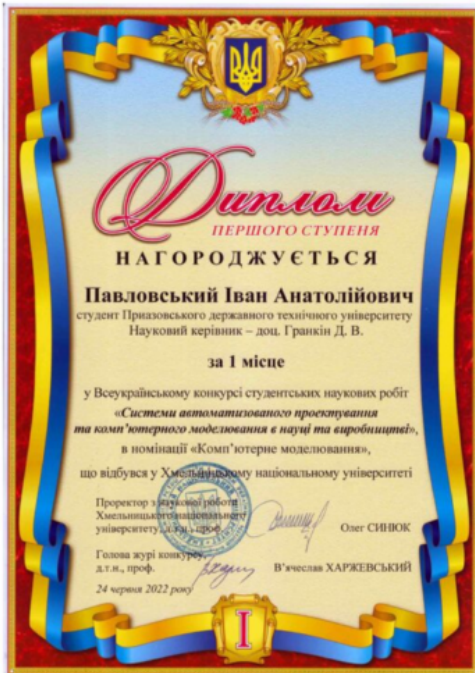 Диплом
ПЕРШОГО СТУПЕНЯ
НАГОРОДЖУЄТЬСЯ
Павловський Іван Анатолійович
студент Приазовського державного технічного університету
Науковий керівник – доц. Гранкін Д. В.
за 1 місце
у Всеукраїнському конкурсі студентських наукових робіт
«Системи автоматизованого проектування
та комп’ютерного моделювання в науці та виробництві»,
в номінації «Комп’ютерне моделювання»,
що відбувся у Хмельницькому національному університеті
Проректор з наукової роботи
Хмельницького національного
університету, д.т.н., проф.
Олег СИНЮК
Голова журі конкурсу,
д.т.н., проф.
В’ячеслав ХАРЖЕВСЬКИЙ
24 червня 2022 року
I